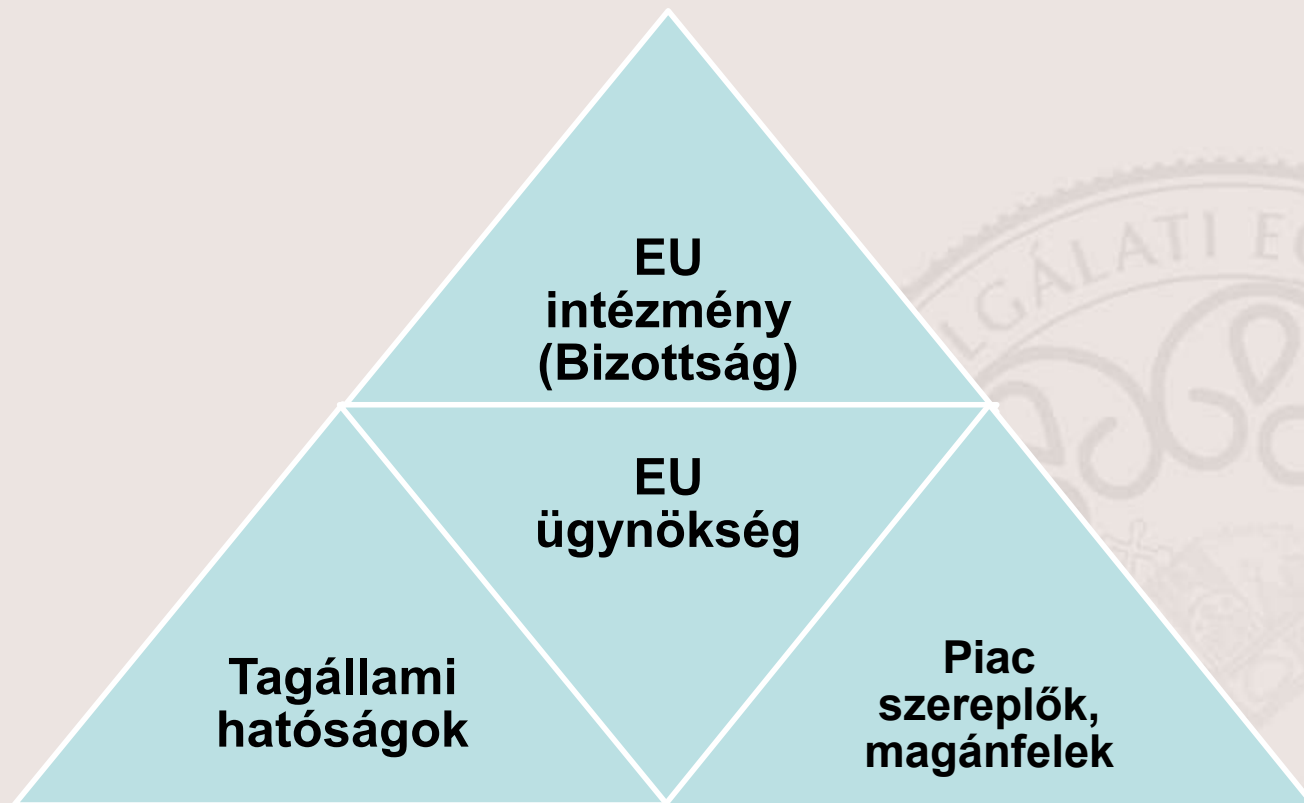 EU
intézmény
(Bizottság)
EU
ügynökség
Tagállami
hatóságok
Piac
szereplők,
magánfelek